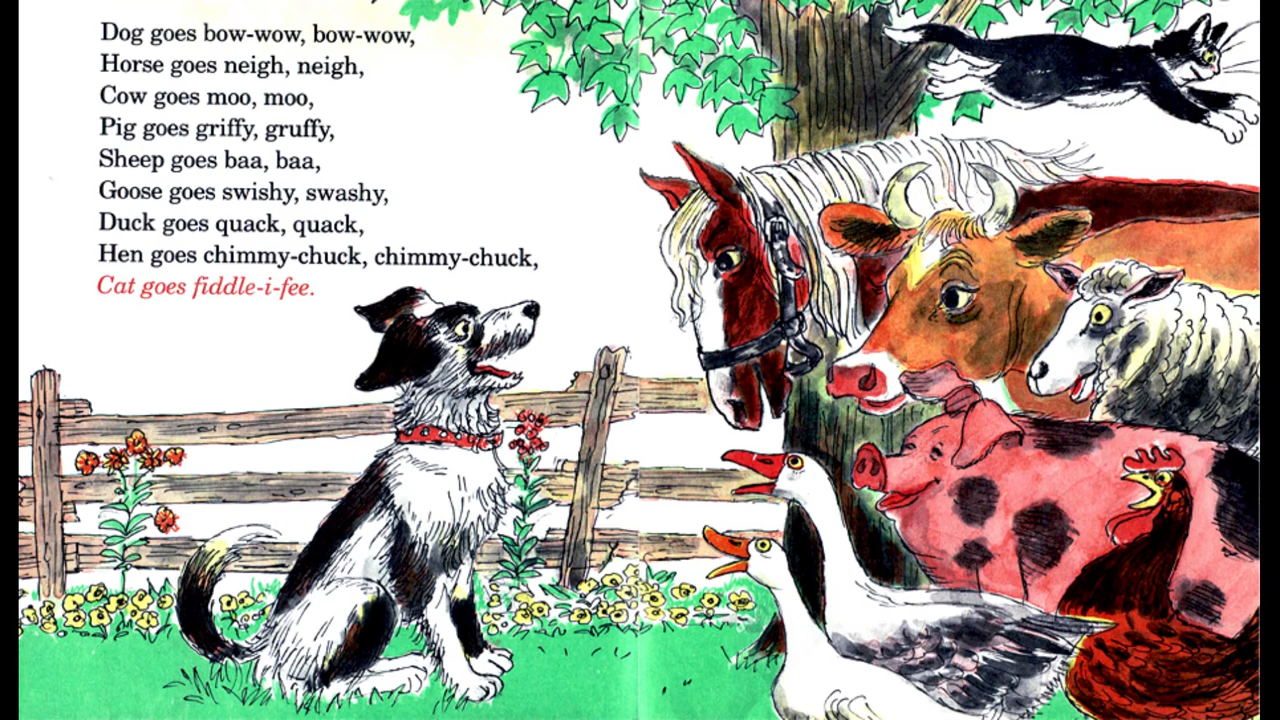 Dog goes bow-wow, bow-wow,
Horse goes neigh, neigh,
Cow goes moo, moo,
Pig goes griffy, gruffy,
Sheep goes baa, baa,
Goose goes swishy, swashy,
Duck goes quack, quack,
Hen goes chimmy-chuck, chimmy-chuck,
Cat goes fiddle-i-fee.